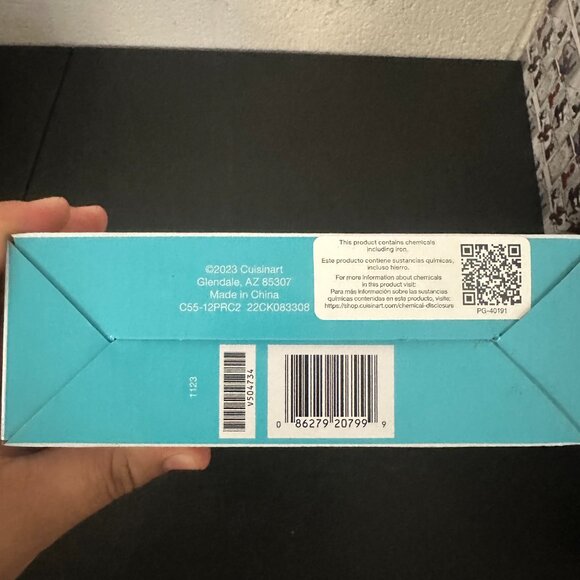 ©2023 Cuisinart
Glendale, AZ 85307
Made in China
C55-12PRC2 22CK083308
This product contains chemicals
including iron.
Este producto contiene sustancias químicas,
incluso hierro.
For more information about chemicals
in this product visit:
Para más información sobre las sustancias
químicas contenidas en este producto, visite:
https://shop.cuisinart.com/chemical-disclosure
PG-40191
1123
V504734
0 86279 20799 9